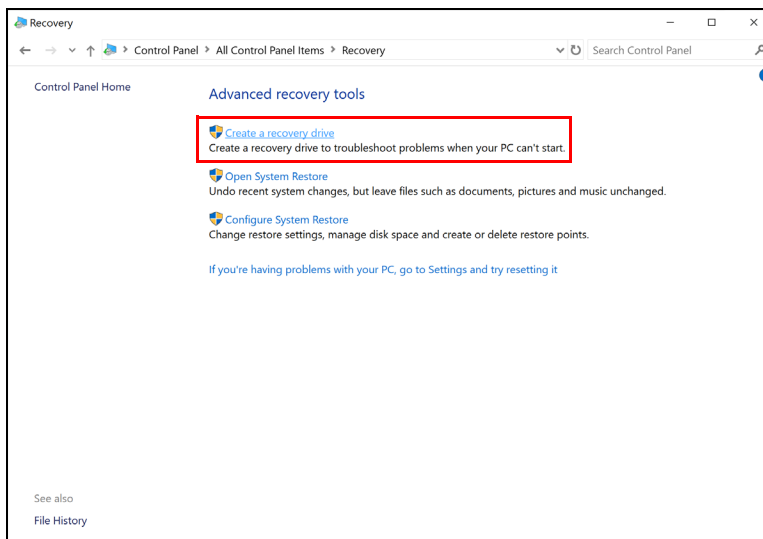 Recovery
Control Panel > All Control Panel Items > Recovery
Search Control Panel
Control Panel Home
Advanced recovery tools
Create a recovery drive
Create a recovery drive to troubleshoot problems when your PC can't start.
Open System Restore
Undo recent system changes, but leave files such as documents, pictures and music unchanged.
Configure System Restore
Change restore settings, manage disk space and create or delete restore points.
If you're having problems with your PC, go to Settings and try resetting it
See also
File History